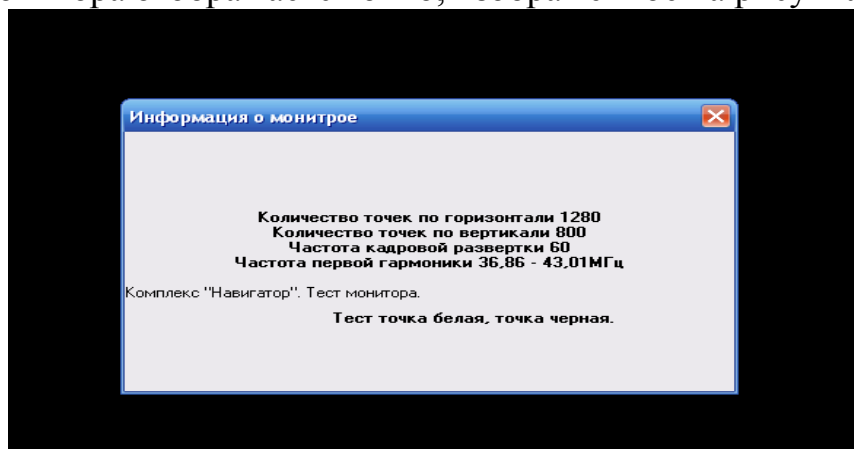 Информация о монитрое
Количество точек по горизонтали 1280
Количество точек по вертикали 800
Частота кадровой развертки 60
Частота первой гармоники 36,86 - 43,01МГц
Комплекс "Навигатор". Тест монитора.
Тест точка белая, точка черная.